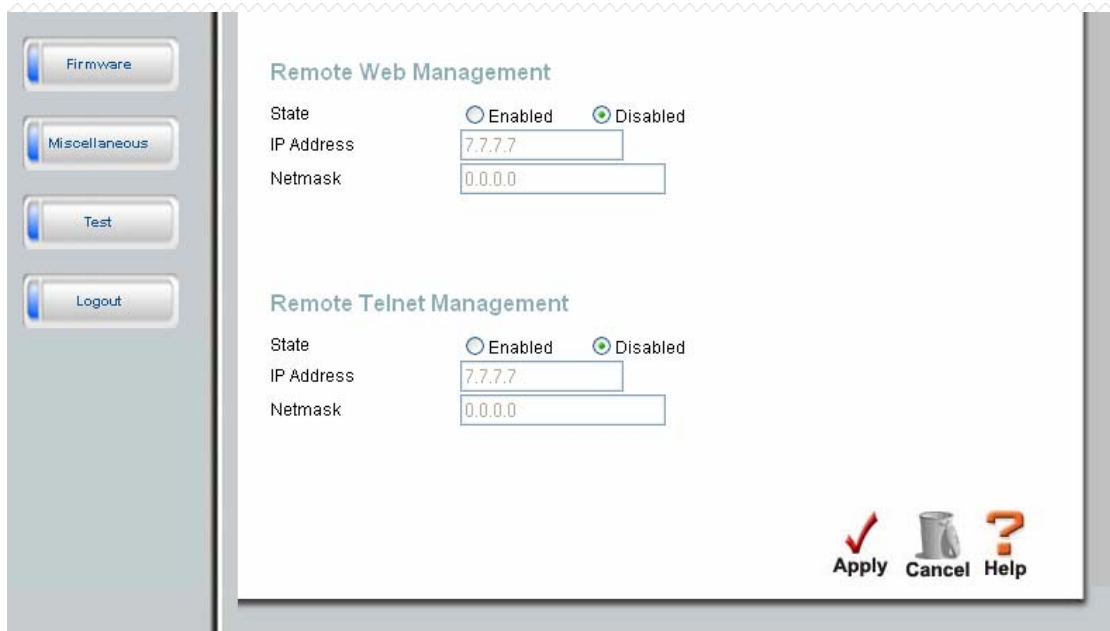 Firmware
Miscellaneous
Test
Logout
Remote Web Management
State Enabled Disabled
IP Address 7.7.7.7
Netmask 0.0.0.0
Remote Telnet Management
State Enabled Disabled
IP Address 7.7.7.7
Netmask 0.0.0.0
Apply Cancel Help